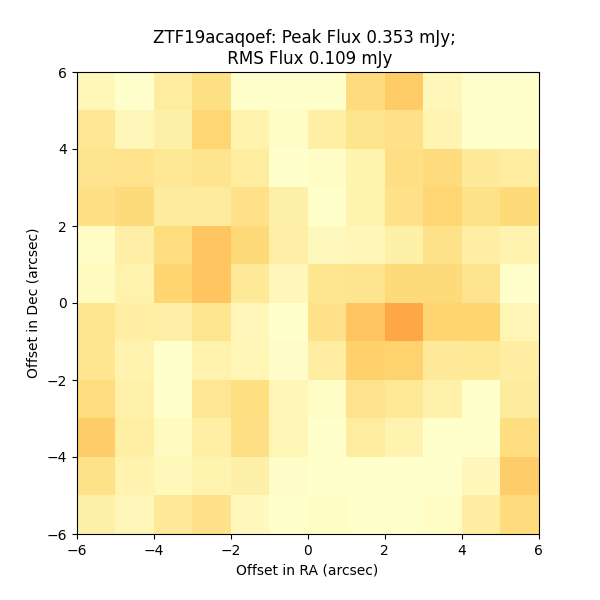 ZTF19acaqoef: Peak Flux 0.353 mJy;
RMS Flux 0.109 mJy
6
4
2
0
−2
−4
−6
Offset in Dec (arcsec)
−6 −4 −2 0 2 4 6
Offset in RA (arcsec)